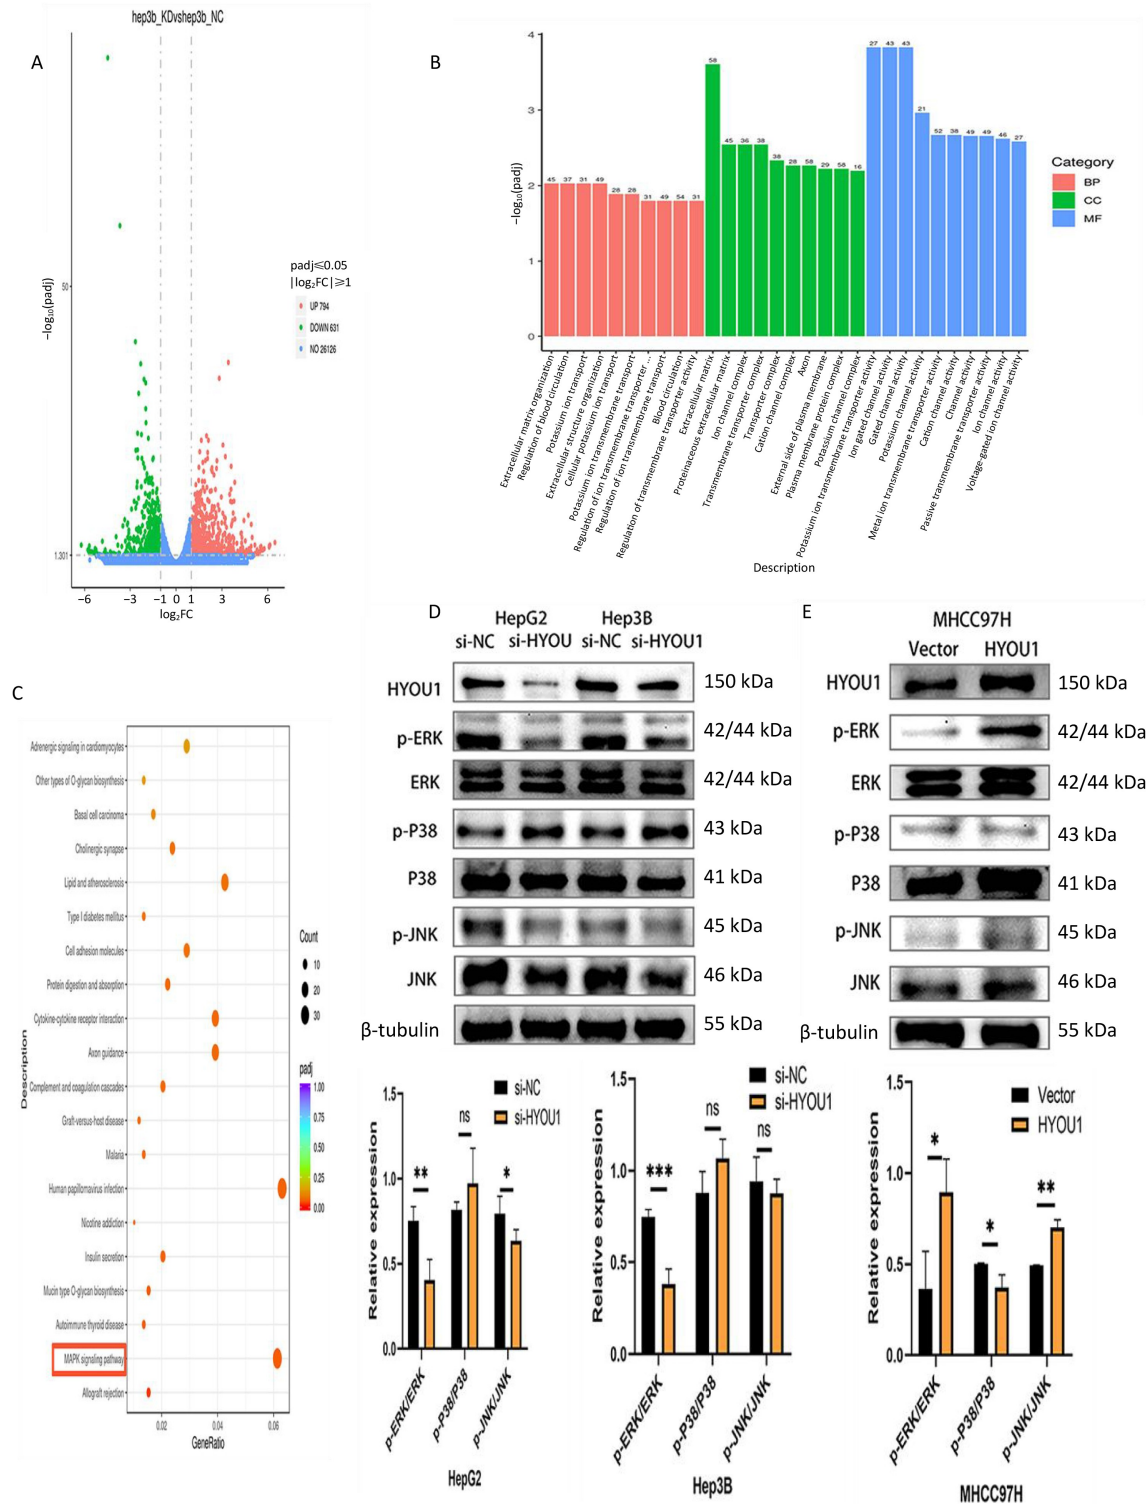 hep3b_KDvshep3b_NC
A
−log₁₀(padj)
50
1.301
−6 −3 −1 0 1 3 6
log₂FC
padj⩽0.05
|log₂FC|⩾1
UP 794
DOWN 631
NO 26126
B
−log₁₀(padj)
4
3
2
1
0
45 37 31 49 28 28 31 49 54 31 58 45 36 38 38 28 58 29 58 16 27 43 43 21 52 38 49 49 46 27
Extracellular matrix organization
Regulation of blood circulation
Potassium ion transport
Extracellular structure organization
Cellular potassium ion transport
Potassium ion transmembrane transport
Regulation of ion transmembrane transporter ...
Regulation of ion transmembrane transport
Blood circulation
Regulation of transmembrane transporter activity
Extracellular matrix
Proteinaceous extracellular matrix
Ion channel complex
Transmembrane transporter complex
Transporter complex
Cation channel complex
Axon
External side of plasma membrane
Plasma membrane protein complex
Potassium channel complex
Potassium ion transmembrane transporter activity
Ion gated channel activity
Gated channel activity
Potassium channel activity
Metal ion transmembrane transporter activity
Cation channel activity
Channel activity
Passive transmembrane transporter activity
Ion channel activity
Voltage-gated ion channel activity
Description
Category
BP
CC
MF
C
Description
Adrenergic signaling in cardiomyocytes
Other types of O-glycan biosynthesis
Basal cell carcinoma
Cholinergic synapse
Lipid and atherosclerosis
Type I diabetes mellitus
Cell adhesion molecules
Protein digestion and absorption
Cytokine-cytokine receptor interaction
Axon guidance
Complement and coagulation cascades
Graft-versus-host disease
Malaria
Human papillomavirus infection
Nicotine addiction
Insulin secretion
Mucin type O-glycan biosynthesis
Autoimmune thyroid disease
MAPK signaling pathway
Allograft rejection
0.02 0.04 0.06
GeneRatio
Count
10
20
30
padj
1.00
0.75
0.50
0.25
0.00
D
HepG2 Hep3B
si-NC si-HYOU si-NC si-HYOU1
HYOU1 150 kDa
p-ERK 42/44 kDa
ERK 42/44 kDa
p-P38 43 kDa
P38 41 kDa
p-JNK 45 kDa
JNK 46 kDa
β-tubulin 55 kDa
E
MHCC97H
Vector HYOU1
HYOU1 150 kDa
p-ERK 42/44 kDa
ERK 42/44 kDa
p-P38 43 kDa
P38 41 kDa
p-JNK 45 kDa
JNK 46 kDa
β-tubulin 55 kDa
Relative expression
1.5
1.0
0.5
0.0
si-NC
si-HYOU1
** ns *
p-ERK/ERK
p-P38/P38
p-JNK/JNK
HepG2
Relative expression
1.5
1.0
0.5
0.0
si-NC
si-HYOU1
*** ns ns
p-ERK/ERK
p-P38/P38
p-JNK/JNK
Hep3B
Relative expression
1.5
1.0
0.5
0.0
Vector
HYOU1
* * **
p-ERK/ERK
p-P38/P38
p-JNK/JNK
MHCC97H